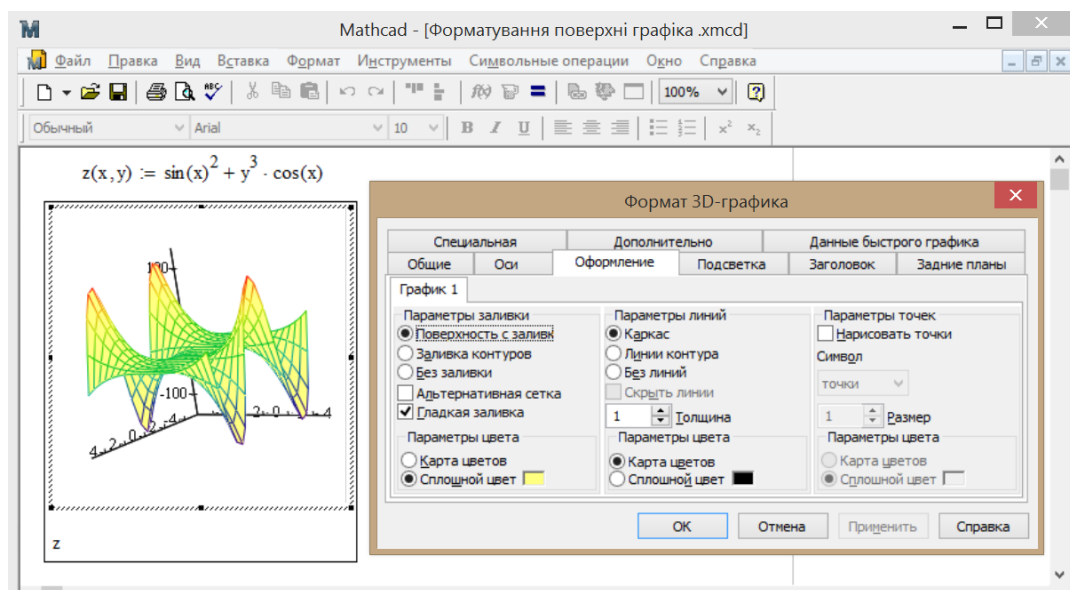 Mathcad - [Форматування поверхні графіка .xmcd]
Файл Правка Вид Вставка Формат Инструменты Символьные операции Окно Справка
100%
Обычный Arial 10 B I U x² x₂
z(x,y) := sin(x)² + y³ · cos(x)
Формат 3D-графика
Специальная Дополнительно Данные быстрого графика
Общие Оси Оформление Подсветка Заголовок Задние планы
График 1
Параметры заливки Параметры линий Параметры точек
Поверхность с заливк Каркас Нарисовать точки
Заливка контуров Линии контура Символ
Без заливки Без линий точки
Альтернативная сетка Скрыть линии
Гладкая заливка 1 Толщина 1 Размер
Параметры цвета Параметры цвета Параметры цвета
Карта цветов Карта цветов Карта цветов
Сплошной цвет Сплошной цвет Сплошной цвет
OK Отмена Применить Справка
-100
-4 -2 0 2 4
4 2 0 -2 -4
z